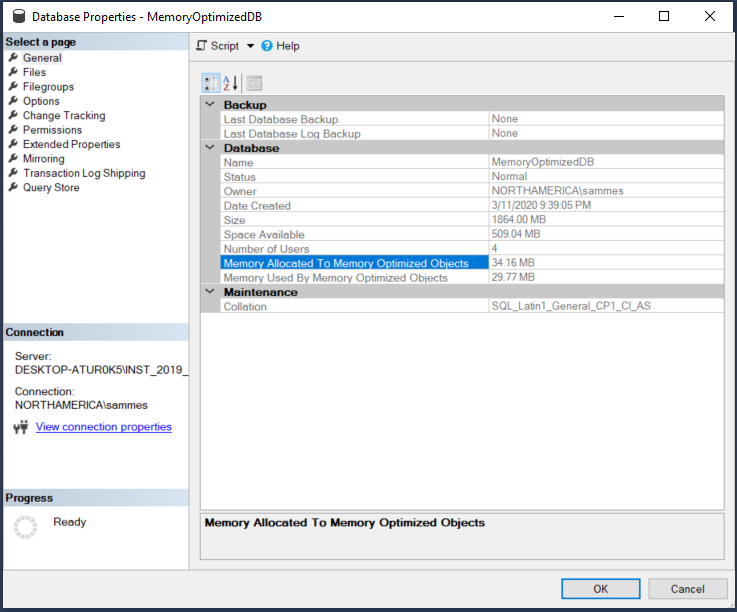 Database Properties - MemoryOptimizedDB
Select a page
General
Files
Filegroups
Options
Change Tracking
Permissions
Extended Properties
Mirroring
Transaction Log Shipping
Query Store
Connection
Server:
DESKTOP-ATUR0K5\INST_2019_
Connection:
NORTHAMERICA\sammes
View connection properties
Progress
Ready
Script Help
Backup
Last Database Backup None
Last Database Log Backup None
Database
Name MemoryOptimizedDB
Status Normal
Owner NORTHAMERICA\sammes
Date Created 3/11/2020 9:39:05 PM
Size 1864.00 MB
Space Available 509.04 MB
Number of Users 4
Memory Allocated To Memory Optimized Objects 34.16 MB
Memory Used By Memory Optimized Objects 29.77 MB
Maintenance
Collation SQL_Latin1_General_CP1_CI_AS
Memory Allocated To Memory Optimized Objects
OK Cancel